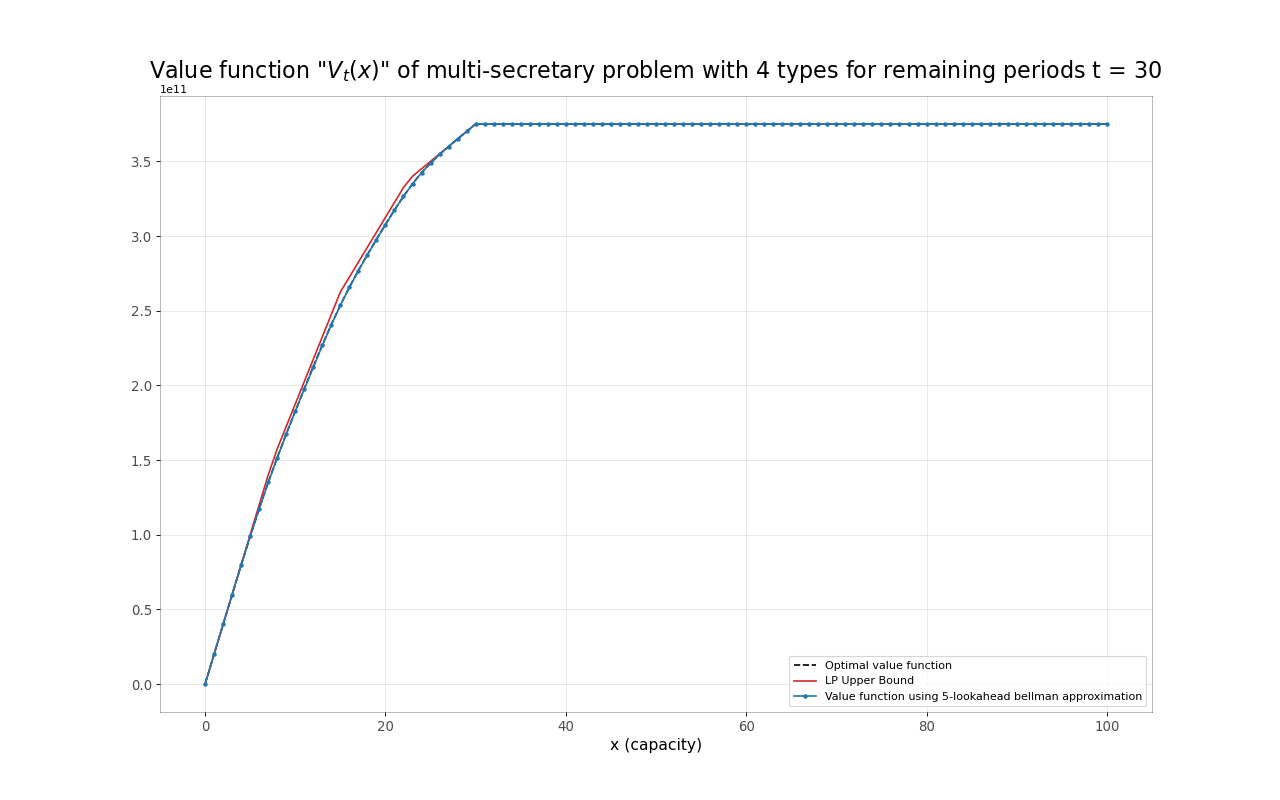 Value function "V_t(x)" of multi-secretary problem with 4 types for remaining periods t = 30
1e11
3.5
3.0
2.5
2.0
1.5
1.0
0.5
0.0
Optimal value function
LP Upper Bound
Value function using 5-lookahead bellman approximation
0 20 40 60 80 100
x (capacity)